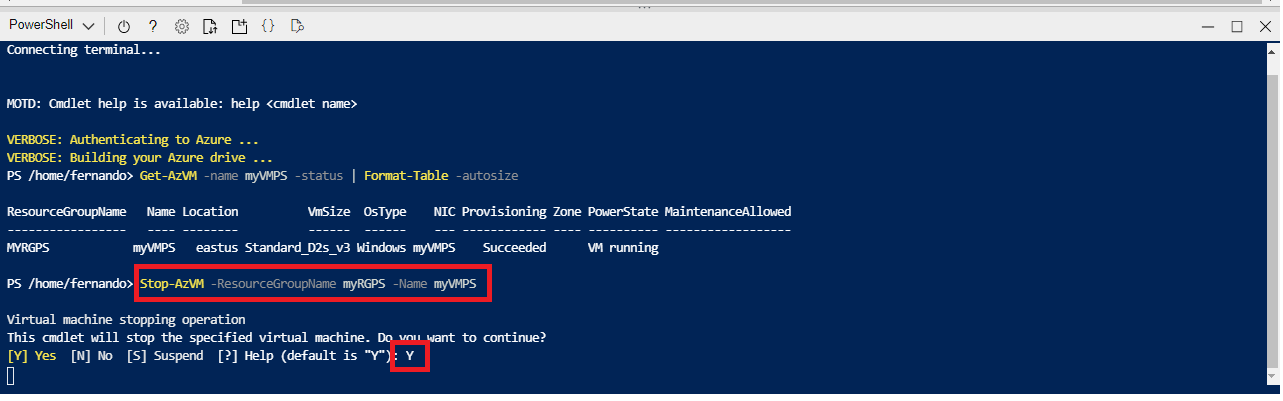 PowerShell
Connecting terminal...
MOTD: Cmdlet help is available: help <cmdlet name>
VERBOSE: Authenticating to Azure ...
VERBOSE: Building your Azure drive ...
PS /home/fernando> Get-AzVM -name myVMPS -status | Format-Table -autosize
ResourceGroupName Name Location VmSize OsType NIC Provisioning Zone PowerState MaintenanceAllowed
----------------- ---- -------- ------ ------ --- ------------ ---- ---------- ------------------
MYRGPS myVMPS eastus Standard_D2s_v3 Windows myVMPS Succeeded VM running
PS /home/fernando> Stop-AzVM -ResourceGroupName myRGPS -Name myVMPS
Virtual machine stopping operation
This cmdlet will stop the specified virtual machine. Do you want to continue?
[Y] Yes [N] No [S] Suspend [?] Help (default is "Y"): Y